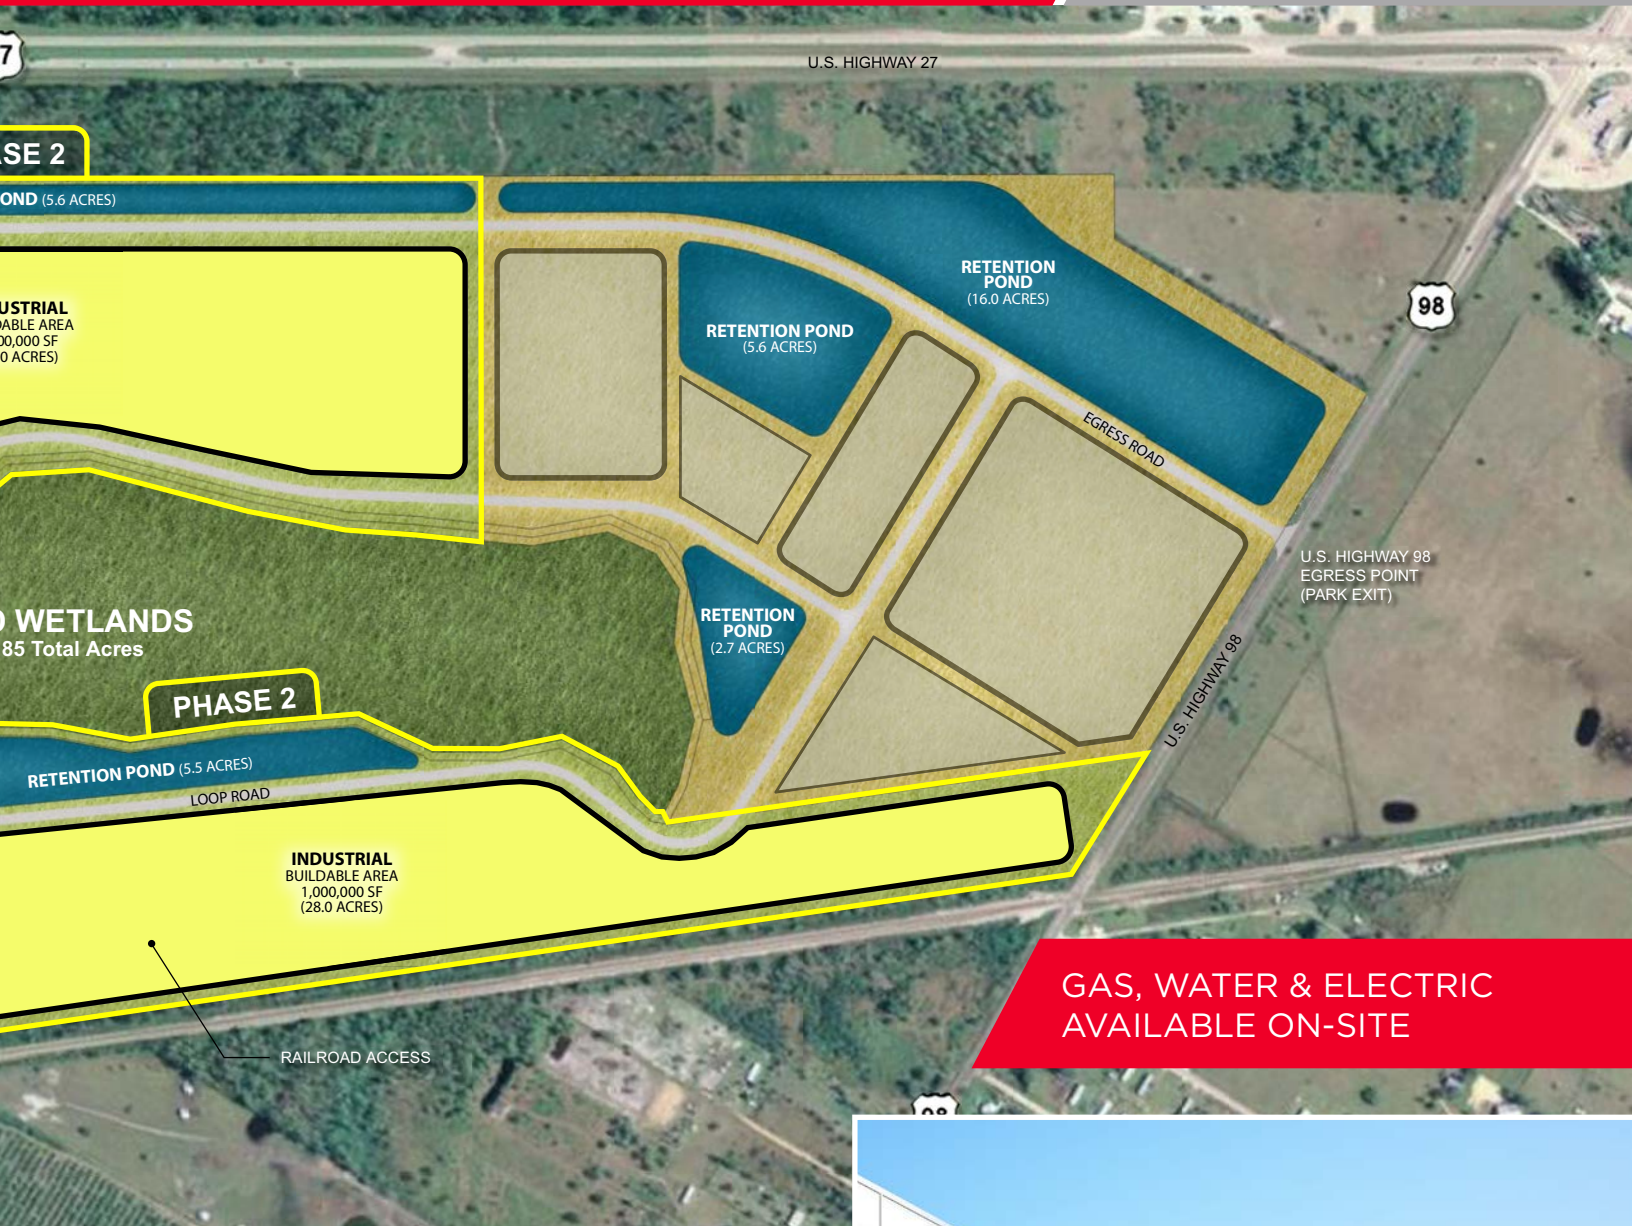 7
U.S. HIGHWAY 27
SE 2
OND (5.6 ACRES)
USTRIAL
DABLE AREA
00,000 SF
0 ACRES)
RETENTION
POND
(16.0 ACRES)
RETENTION POND
(5.6 ACRES)
98
EGRESS ROAD
U.S. HIGHWAY 98
EGRESS POINT
(PARK EXIT)
WETLANDS
85 Total Acres
RETENTION
POND
(2.7 ACRES)
U.S. HIGHWAY 98
PHASE 2
RETENTION POND (5.5 ACRES)
LOOP ROAD
INDUSTRIAL
BUILDABLE AREA
1,000,000 SF
(28.0 ACRES)
GAS, WATER & ELECTRIC
AVAILABLE ON-SITE
RAILROAD ACCESS
98